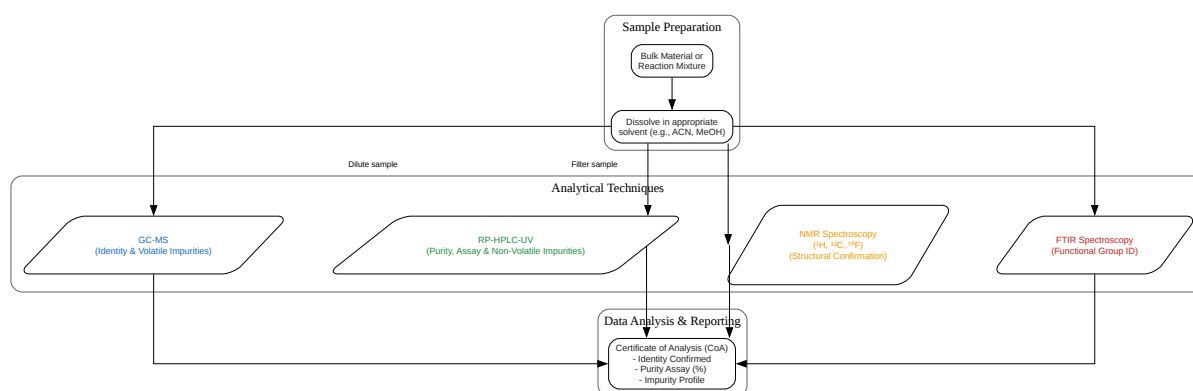 Sample Preparation
Bulk Material or
Reaction Mixture
Dissolve in appropriate
solvent (e.g., ACN, MeOH)
Dilute sample
Filter sample
Analytical Techniques
GC-MS
(Identity & Volatile Impurities)
RP-HPLC-UV
(Purity, Assay & Non-Volatile Impurities)
NMR Spectroscopy
(¹H, ¹³C, ¹⁹F)
(Structural Confirmation)
FTIR Spectroscopy
(Functional Group ID)
Data Analysis & Reporting
Certificate of Analysis (CoA)
- Identity Confirmed
- Purity Assay (%)
- Impurity Profile